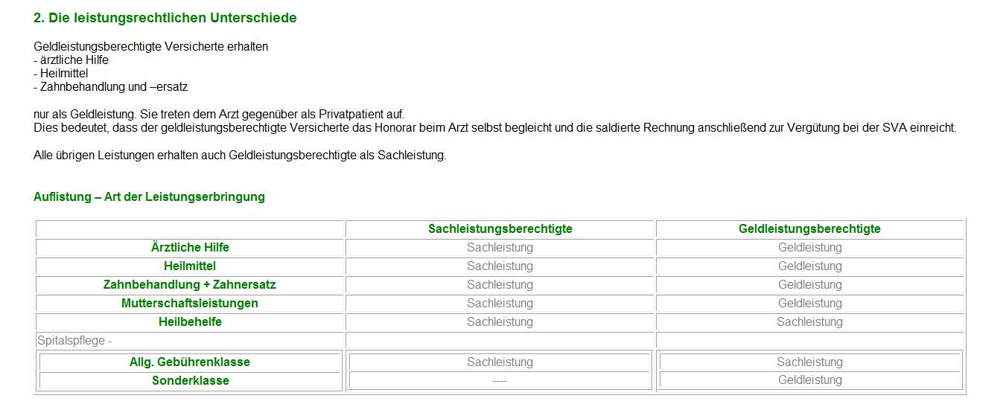 2. Die leistungsrechtlichen Unterschiede
Geldleistungsberechtigte Versicherte erhalten
- ärztliche Hilfe
- Heilmittel
- Zahnbehandlung und –ersatz
nur als Geldleistung. Sie treten dem Arzt gegenüber als Privatpatient auf.
Dies bedeutet, dass der geldleistungsberechtigte Versicherte das Honorar beim Arzt selbst begleicht und die saldierte Rechnung anschließend zur Vergütung bei der SVA einreicht.
Alle übrigen Leistungen erhalten auch Geldleistungsberechtigte als Sachleistung.
Auflistung – Art der Leistungserbringung
Sachleistungsberechtigte Geldleistungsberechtigte
Ärztliche Hilfe Sachleistung Geldleistung
Heilmittel Sachleistung Geldleistung
Zahnbehandlung + Zahnersatz Sachleistung Geldleistung
Mutterschaftsleistungen Sachleistung Geldleistung
Heilbehelfe Sachleistung Sachleistung
Spitalspflege -
Allg. Gebührenklasse Sachleistung Sachleistung
Sonderklasse ---- Geldleistung